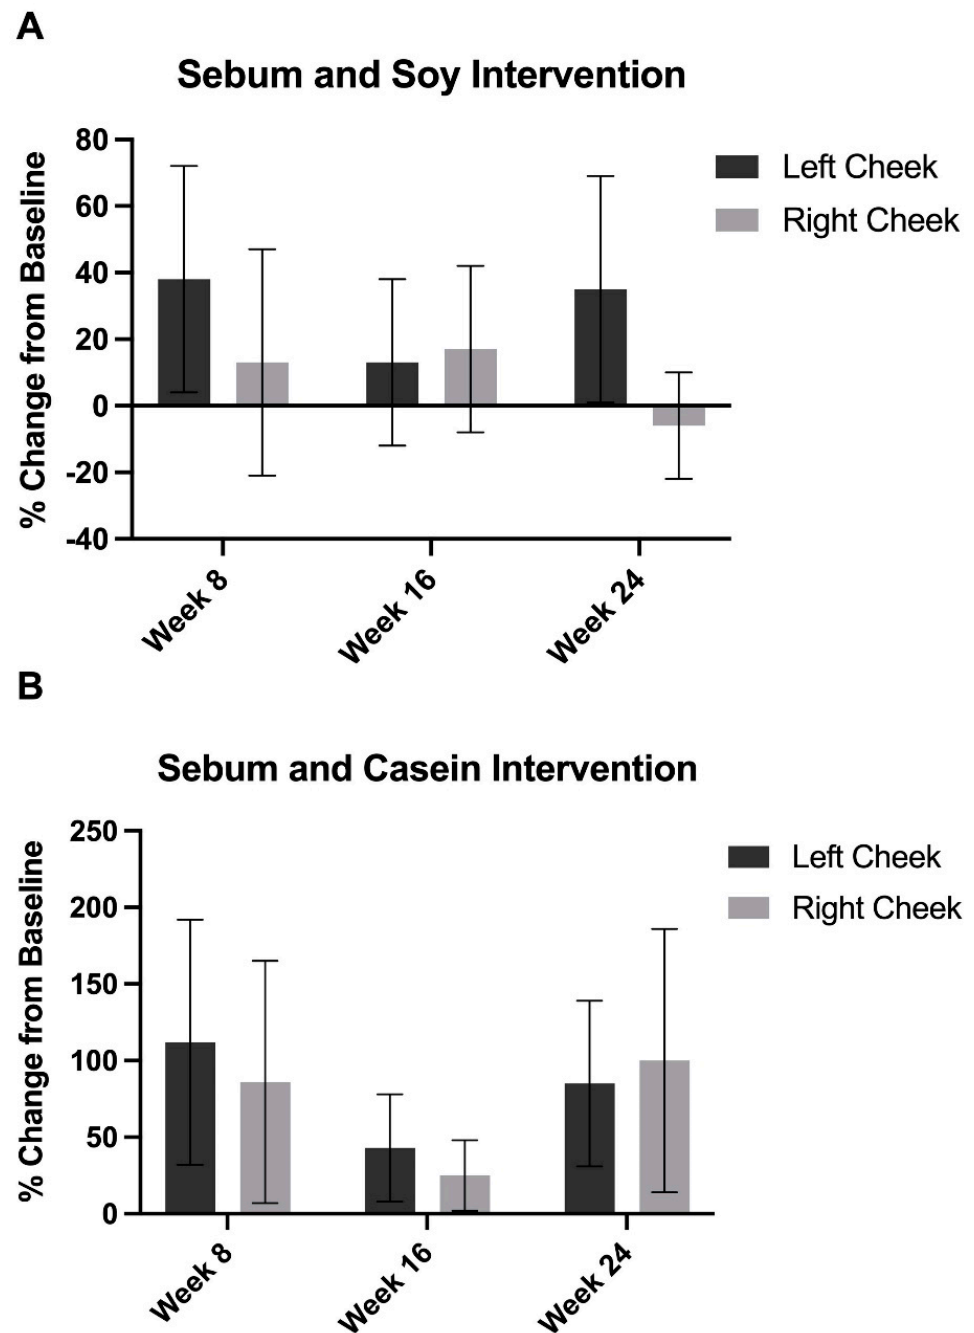 A
Sebum and Soy Intervention
% Change from Baseline
80
60
40
20
0
-20
-40
Left Cheek
Right Cheek
Week 8
Week 16
Week 24
B
Sebum and Casein Intervention
% Change from Baseline
250
200
150
100
50
0
Left Cheek
Right Cheek
Week 8
Week 16
Week 24